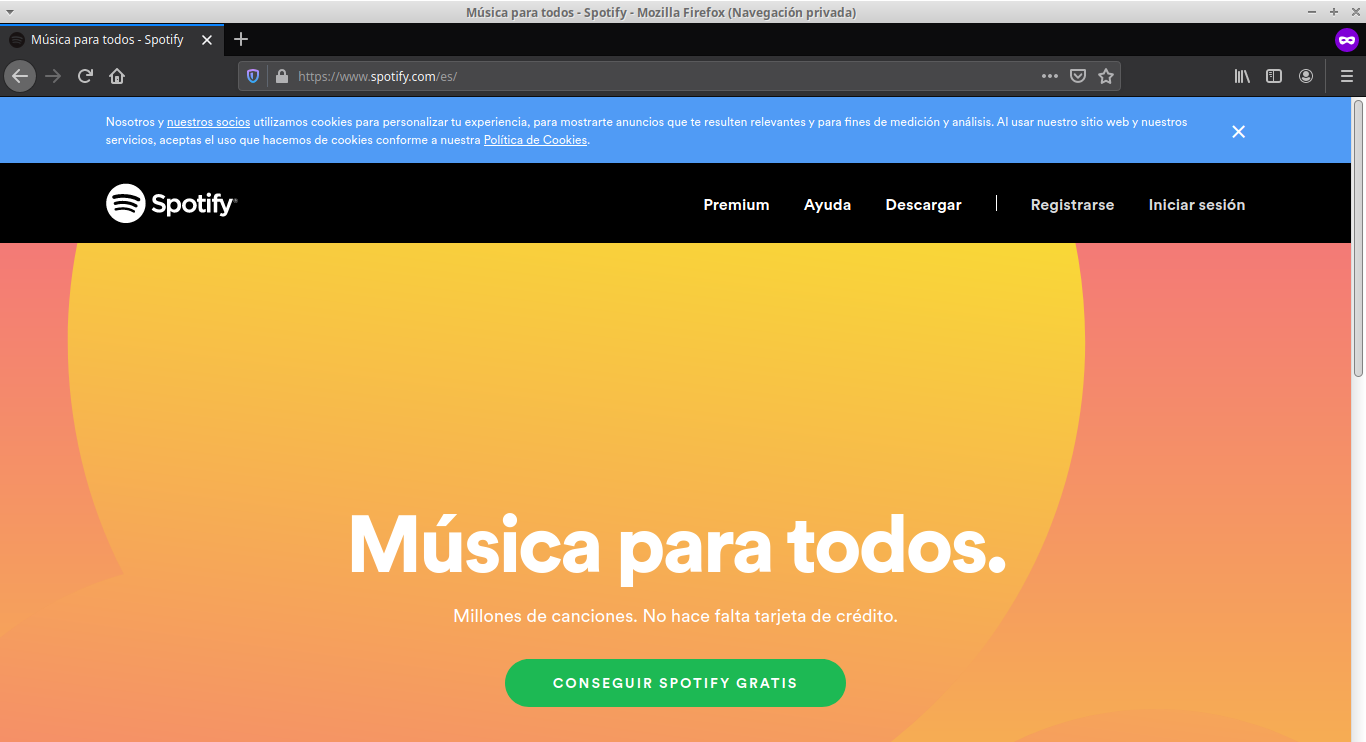 Música para todos - Spotify - Mozilla Firefox (Navegación privada)
Música para todos - Spotify
https://www.spotify.com/es/
Nosotros y nuestros socios utilizamos cookies para personalizar tu experiencia, para mostrarte anuncios que te resulten relevantes y para fines de medición y análisis. Al usar nuestro sitio web y nuestros
servicios, aceptas el uso que hacemos de cookies conforme a nuestra Política de Cookies.
Spotify® Premium Ayuda Descargar | Registrarse Iniciar sesión
Música para todos.
Millones de canciones. No hace falta tarjeta de crédito.
CONSEGUIR SPOTIFY GRATIS